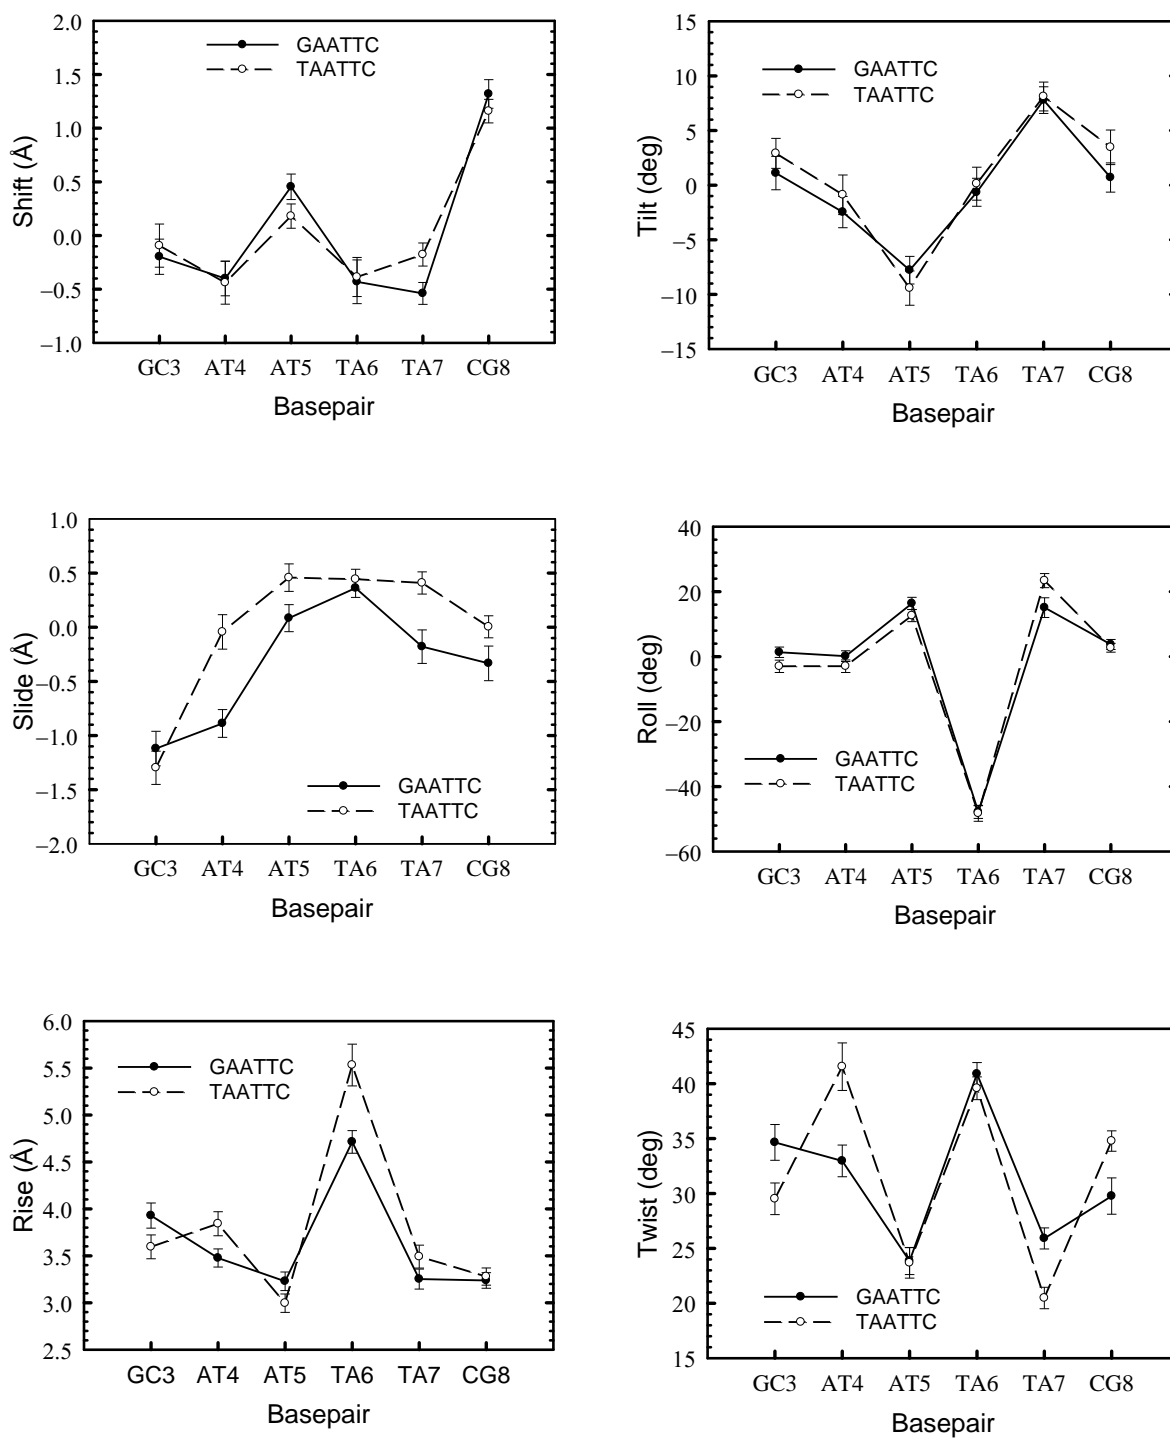 Shift (Å)
2.0
1.5
1.0
0.5
0.0
−0.5
−1.0
GAATTC
TAATTC
GC3 AT4 AT5 TA6 TA7 CG8
Basepair
Tilt (deg)
15
10
5
0
−5
−10
−15
GAATTC
TAATTC
GC3 AT4 AT5 TA6 TA7 CG8
Basepair
Slide (Å)
1.0
0.5
0.0
−0.5
−1.0
−1.5
−2.0
GAATTC
TAATTC
GC3 AT4 AT5 TA6 TA7 CG8
Basepair
Roll (deg)
40
20
0
−20
−40
−60
GAATTC
TAATTC
GC3 AT4 AT5 TA6 TA7 CG8
Basepair
Rise (Å)
6.0
5.5
5.0
4.5
4.0
3.5
3.0
2.5
GAATTC
TAATTC
GC3 AT4 AT5 TA6 TA7 CG8
Basepair
Twist (deg)
45
40
35
30
25
20
15
GAATTC
TAATTC
GC3 AT4 AT5 TA6 TA7 CG8
Basepair